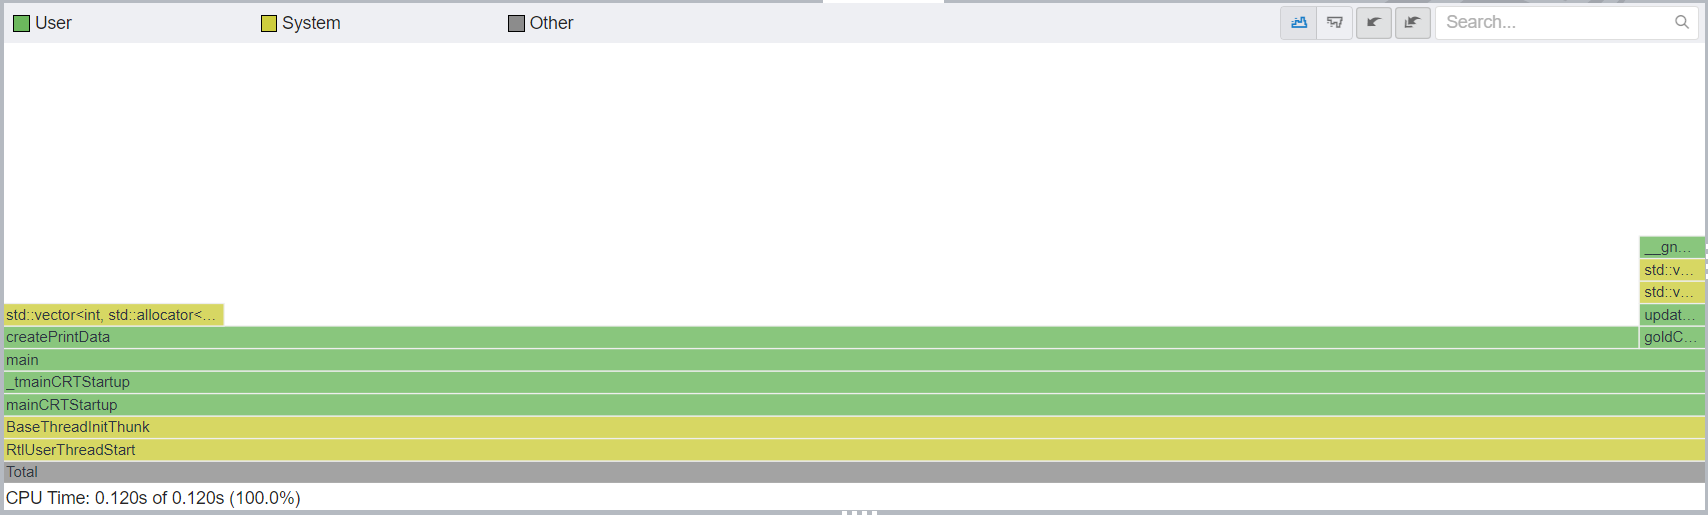 User System Other Search...
__gn...
std::v...
std::v...
std::vector<int, std::allocator<... updat...
createPrintData goldC...
main
_tmainCRTStartup
mainCRTStartup
BaseThreadInitThunk
RtlUserThreadStart
Total
CPU Time: 0.120s of 0.120s (100.0%)